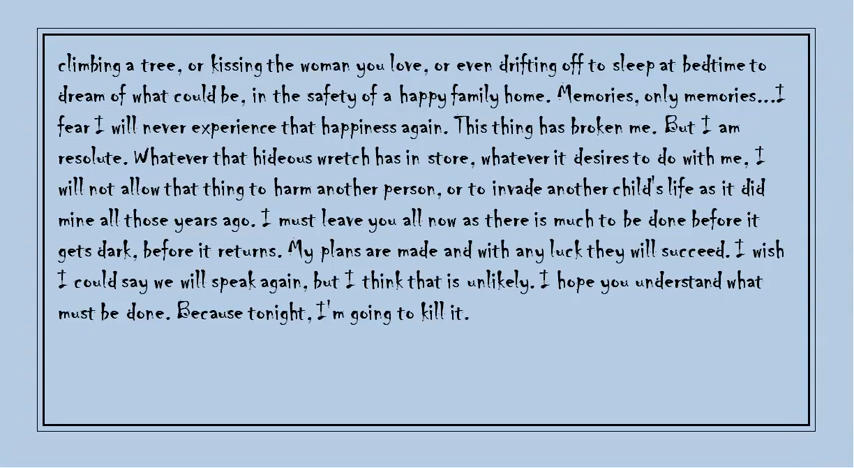 climbing a tree, or kissing the woman you love, or even drifting off to sleep at bedtime to
dream of what could be, in the safety of a happy family home. Memories, only memories...I
fear I will never experience that happiness again. This thing has broken me. But I am
resolute. Whatever that hideous wretch has in store, whatever it desires to do with me, I
will not allow that thing to harm another person, or to invade another child's life as it did
mine all those years ago. I must leave you all now as there is much to be done before it
gets dark, before it returns. My plans are made and with any luck they will succeed. I wish
I could say we will speak again, but I think that is unlikely. I hope you understand what
must be done. Because tonight, I'm going to kill it.